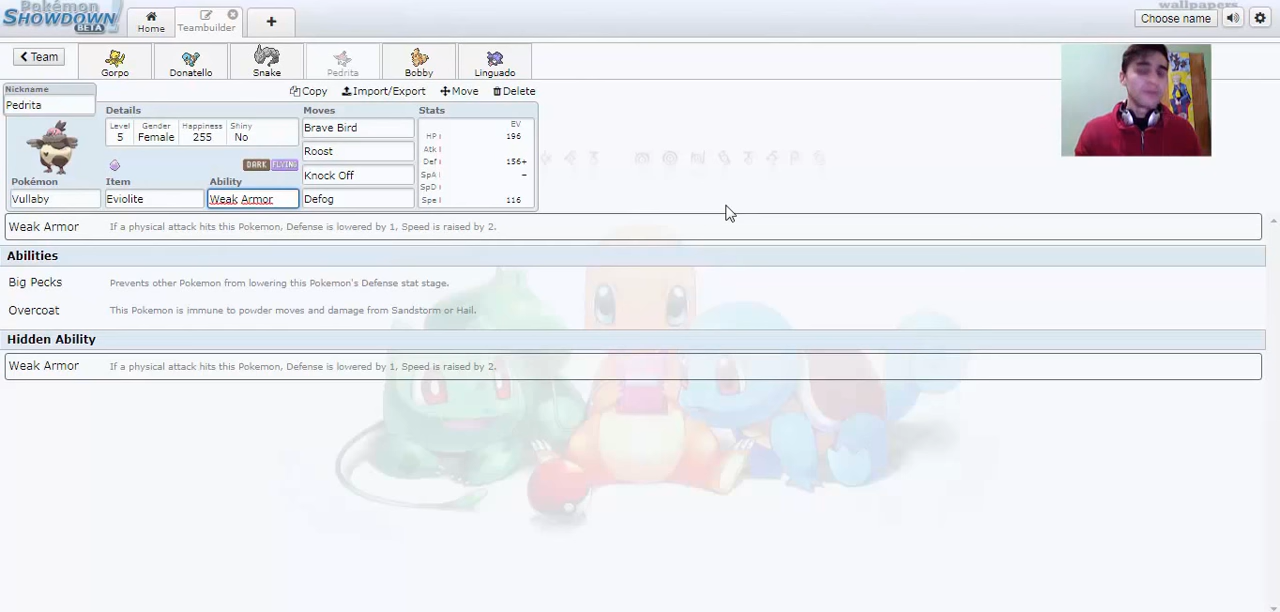 Pokémon
SHOWDOWN
BETA
Home
Teambuilder
+
wallpapers
Choose name
Team
Gorpo
Donatello
Snake
Pedrita
Bobby
Linguado
Nickname
Pedrita
Copy
Import/Export
Move
Delete
Details
Moves
Stats
Level
Gender
Happiness
Shiny
5
Female
255
No
Brave Bird
Roost
Knock Off
Defog
EV
HP
196
Atk
Def
156+
SpA
-
SpD
Spe
116
DARK
FLYING
Pokémon
Item
Ability
Vullaby
Eviolite
Weak Armor
Weak Armor If a physical attack hits this Pokemon, Defense is lowered by 1, Speed is raised by 2.
Abilities
Big Pecks Prevents other Pokemon from lowering this Pokemon's Defense stat stage.
Overcoat This Pokemon is immune to powder moves and damage from Sandstorm or Hail.
Hidden Ability
Weak Armor If a physical attack hits this Pokemon, Defense is lowered by 1, Speed is raised by 2.